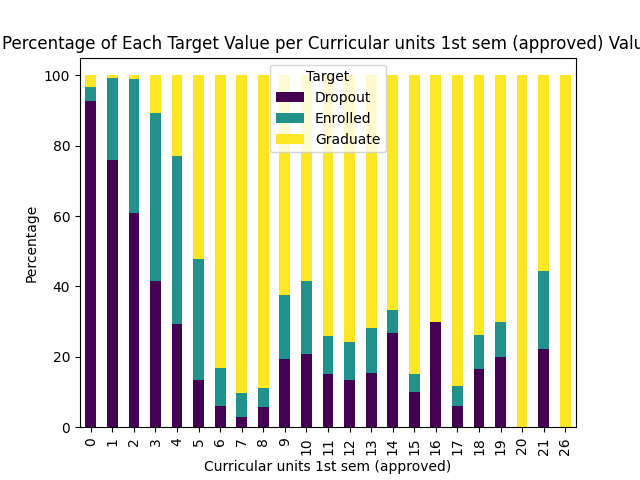 Percentage of Each Target Value per Curricular units 1st sem (approved) Valu
Target
Dropout
Enrolled
Graduate
100
80
60
40
20
0
Percentage
0 1 2 3 4 5 6 7 8 9 10 11 12 13 14 15 16 17 18 19 20 21 26
Curricular units 1st sem (approved)